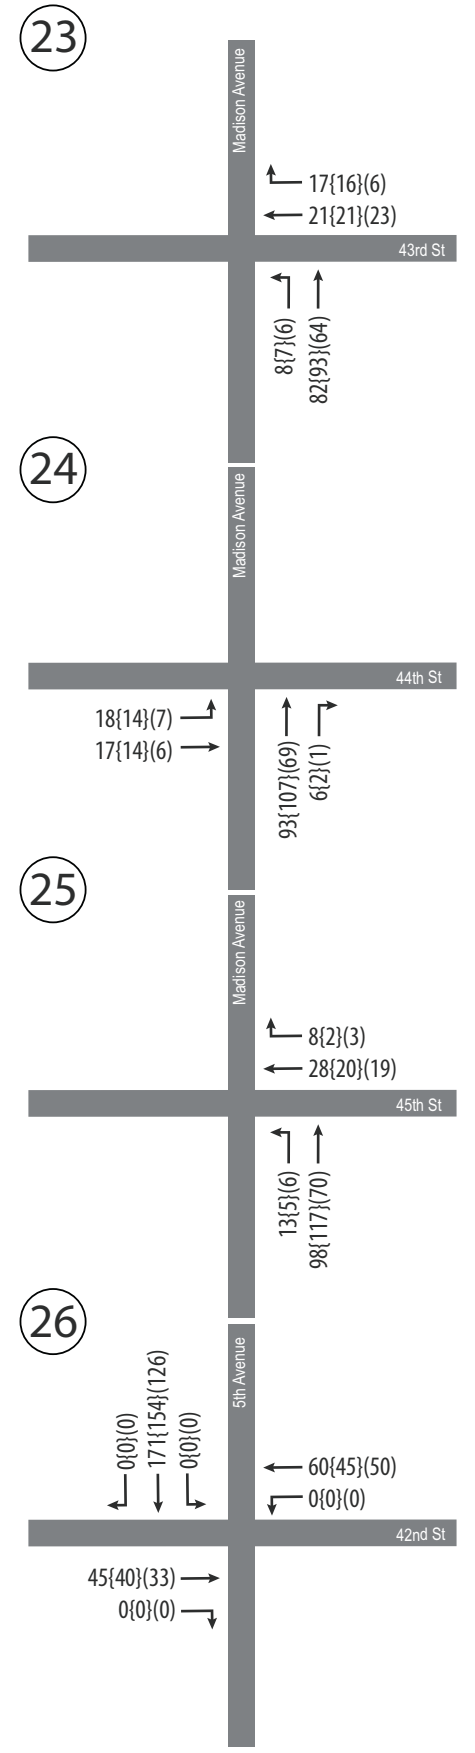 23
Madison Avenue
17{16}(6)
21{21}(23)
43rd St
8{7}(6)
82{93}(64)
24
Madison Avenue
44th St
18{14}(7)
17{14}(6)
93{107}(69)
6{2}(1)
25
Madison Avenue
8{2}(3)
28{20}(19)
45th St
13{5}(6)
98{117}(70)
26
5th Avenue
0{0}(0)
171{154}(126)
0{0}(0)
60{45}(50)
0{0}(0)
42nd St
45{40}(33)
0{0}(0)